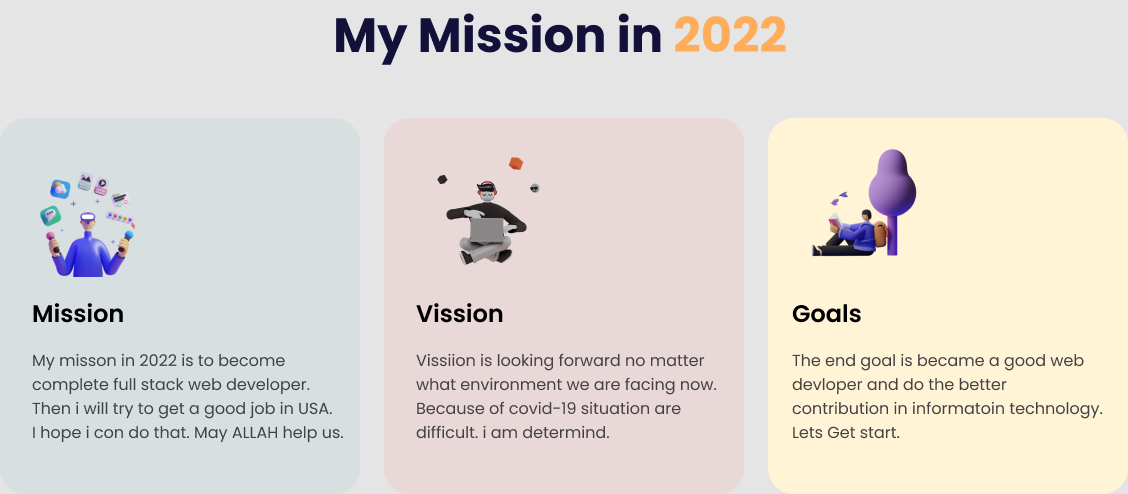 My Mission in 2022
Mission
My misson in 2022 is to become
complete full stack web developer.
Then i will try to get a good job in USA.
I hope i con do that. May ALLAH help us.
Vission
Vissiion is looking forward no matter
what environment we are facing now.
Because of covid-19 situation are
difficult. i am determind.
Goals
The end goal is became a good web
devloper and do the better
contribution in informatoin technology.
Lets Get start.